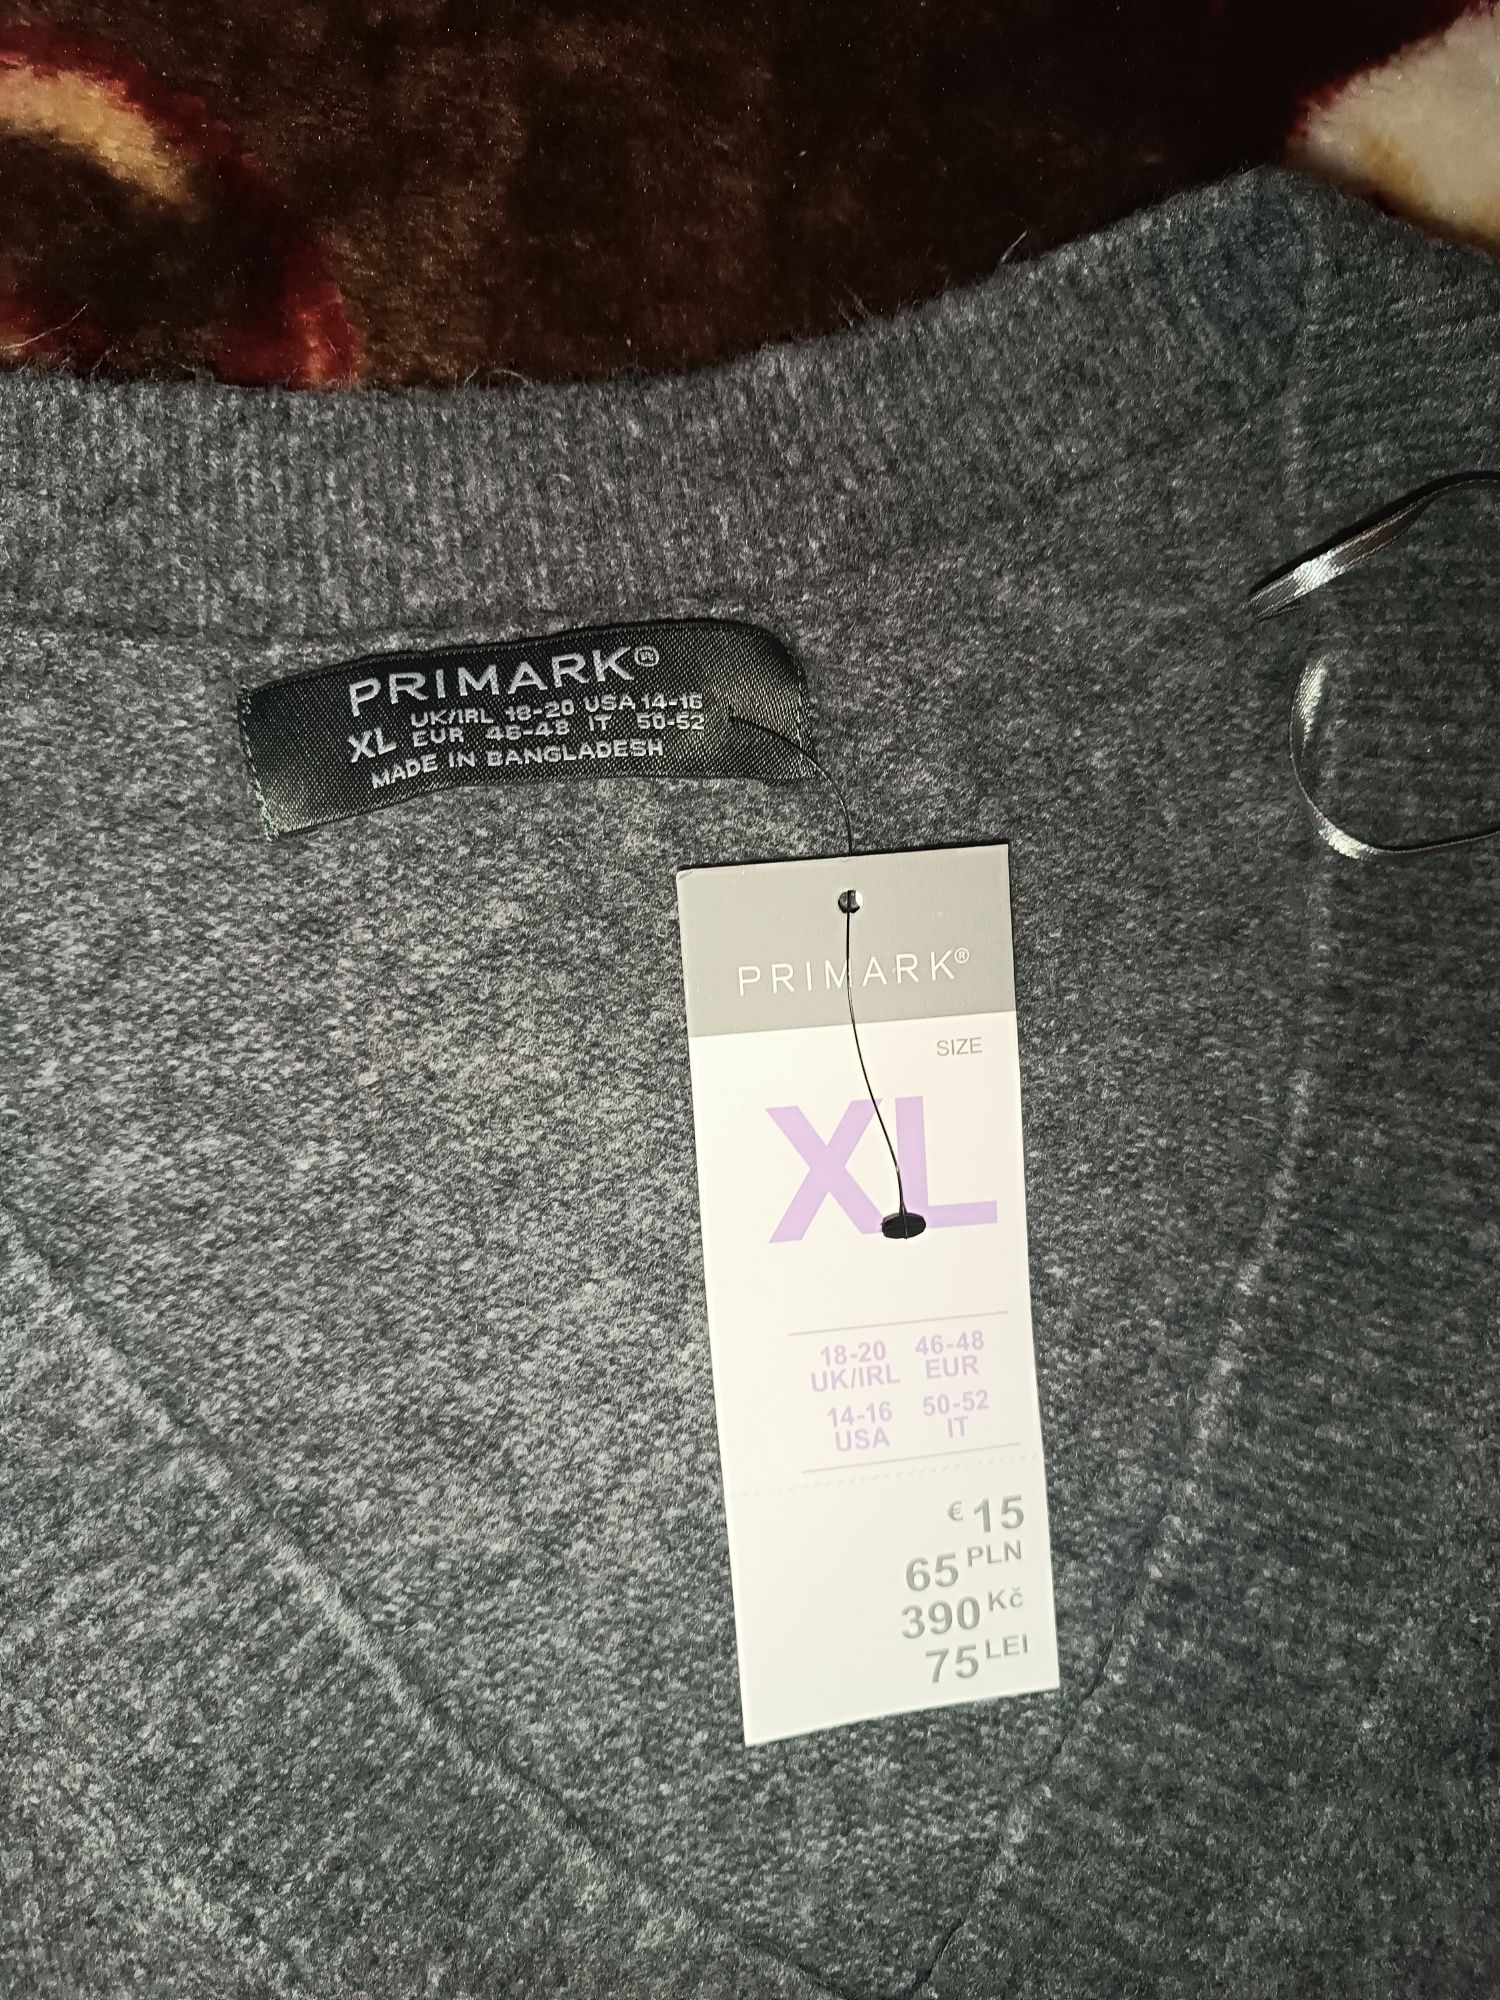 PRIMARK®
XL UK/IRL 18-20 USA 14-16
EUR 46-48 IT 50-52
MADE IN BANGLADESH
PRIMARK®
SIZE
XL
18-20 46-48
UK/IRL EUR
14-16 50-52
USA IT
€ 15
65 PLN
390 Kč
75 LEI